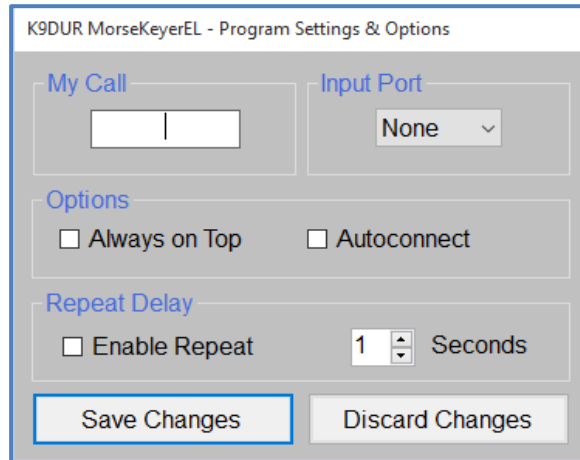 K9DUR MorseKeyerEL - Program Settings & Options
My Call
Input Port
None
Options
Always on Top
Autoconnect
Repeat Delay
Enable Repeat
1
Seconds
Save Changes
Discard Changes